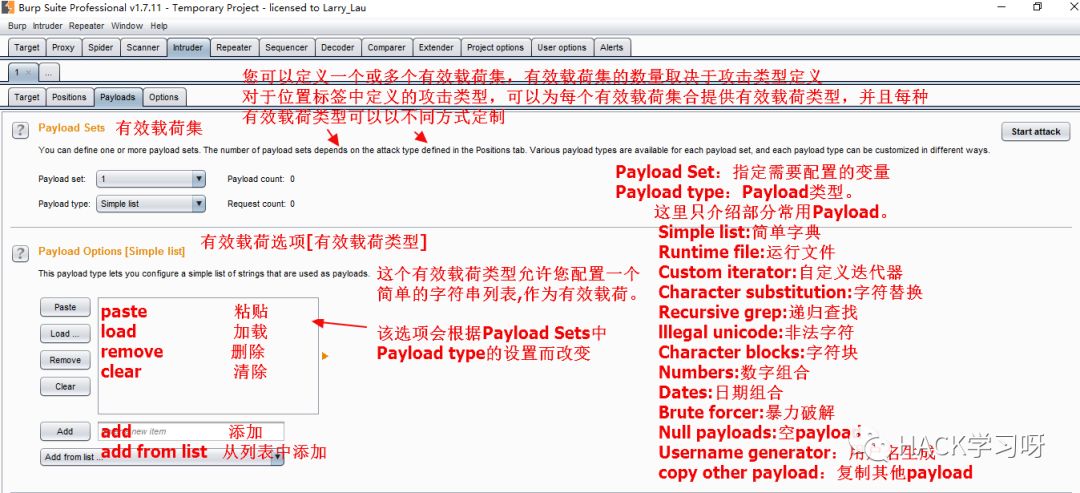 Burp Suite Professional v1.7.11 - Temporary Project - licensed to Larry_Lau
Burp Intruder Repeater Window Help
Target Proxy Spider Scanner Intruder Repeater Sequencer Decoder Comparer Extender Project options User options Alerts
1 × ...
您可以定义一个或多个有效载荷集，有效载荷集的数量取决于攻击类型定义
Target Positions Payloads Options
对于位置标签中定义的攻击类型，可以为每个有效载荷集合提供有效载荷类型，并且每种
有效载荷类型可以以不同方式定制
? Payload Sets 有效载荷集
Start attack
You can define one or more payload sets. The number of payload sets depends on the attack type defined in the Positions tab. Various payload types are available for each payload set, and each payload type can be customized in different ways.
Payload set: 1 Payload count: 0
Payload type: Simple list Request count: 0
Payload Set：指定需要配置的变量
Payload type：Payload类型。
这里只介绍部分常用Payload。
Simple list:简单字典
Runtime file:运行文件
Custom iterator:自定义迭代器
Character substitution:字符替换
Recursive grep:递归查找
lllegal unicode:非法字符
Character blocks:字符块
Numbers:数字组合
Dates:日期组合
Brute forcer:暴力破解
Null payloads:空payload
Username generator：用户名生成
copy other payload：复制其他payload
有效载荷选项[有效载荷类型]
? Payload Options [Simple list]
This payload type lets you configure a simple list of strings that are used as payloads.
这个有效载荷类型允许您配置一个
简单的字符串列表,作为有效载荷。
该选项会根据Payload Sets中
Payload type的设置而改变
Paste paste 粘贴
Load ... load 加载
Remove remove 删除
Clear clear 清除
Add add new item 添加
Add from list ... add from list 从列表中添加
HACK学习呀